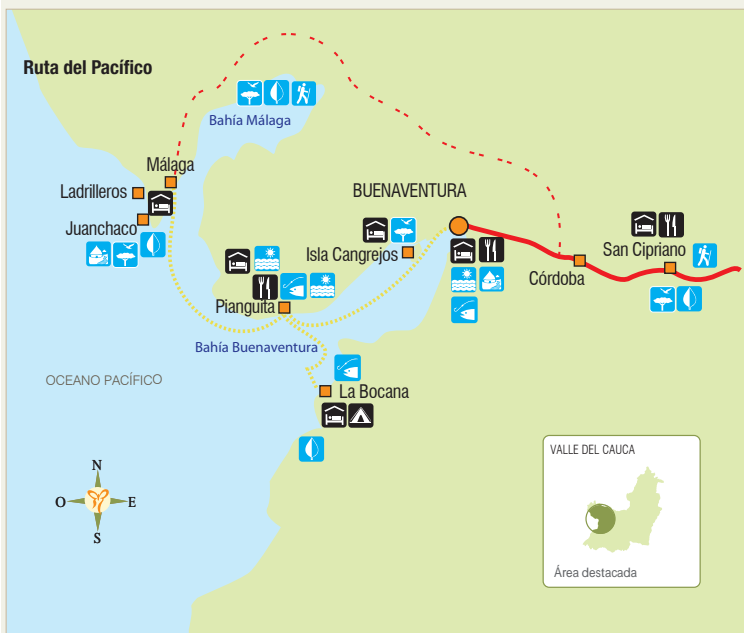 Ruta del Pacífico
Bahía Málaga
Málaga
Ladrilleros
Juanchaco
BUENAVENTURA
Isla Cangrejos
San Cipriano
Córdoba
Pianguita
Bahía Buenaventura
OCEANO PACÍFICO
La Bocana
N
O
E
S
VALLE DEL CAUCA
Área destacada